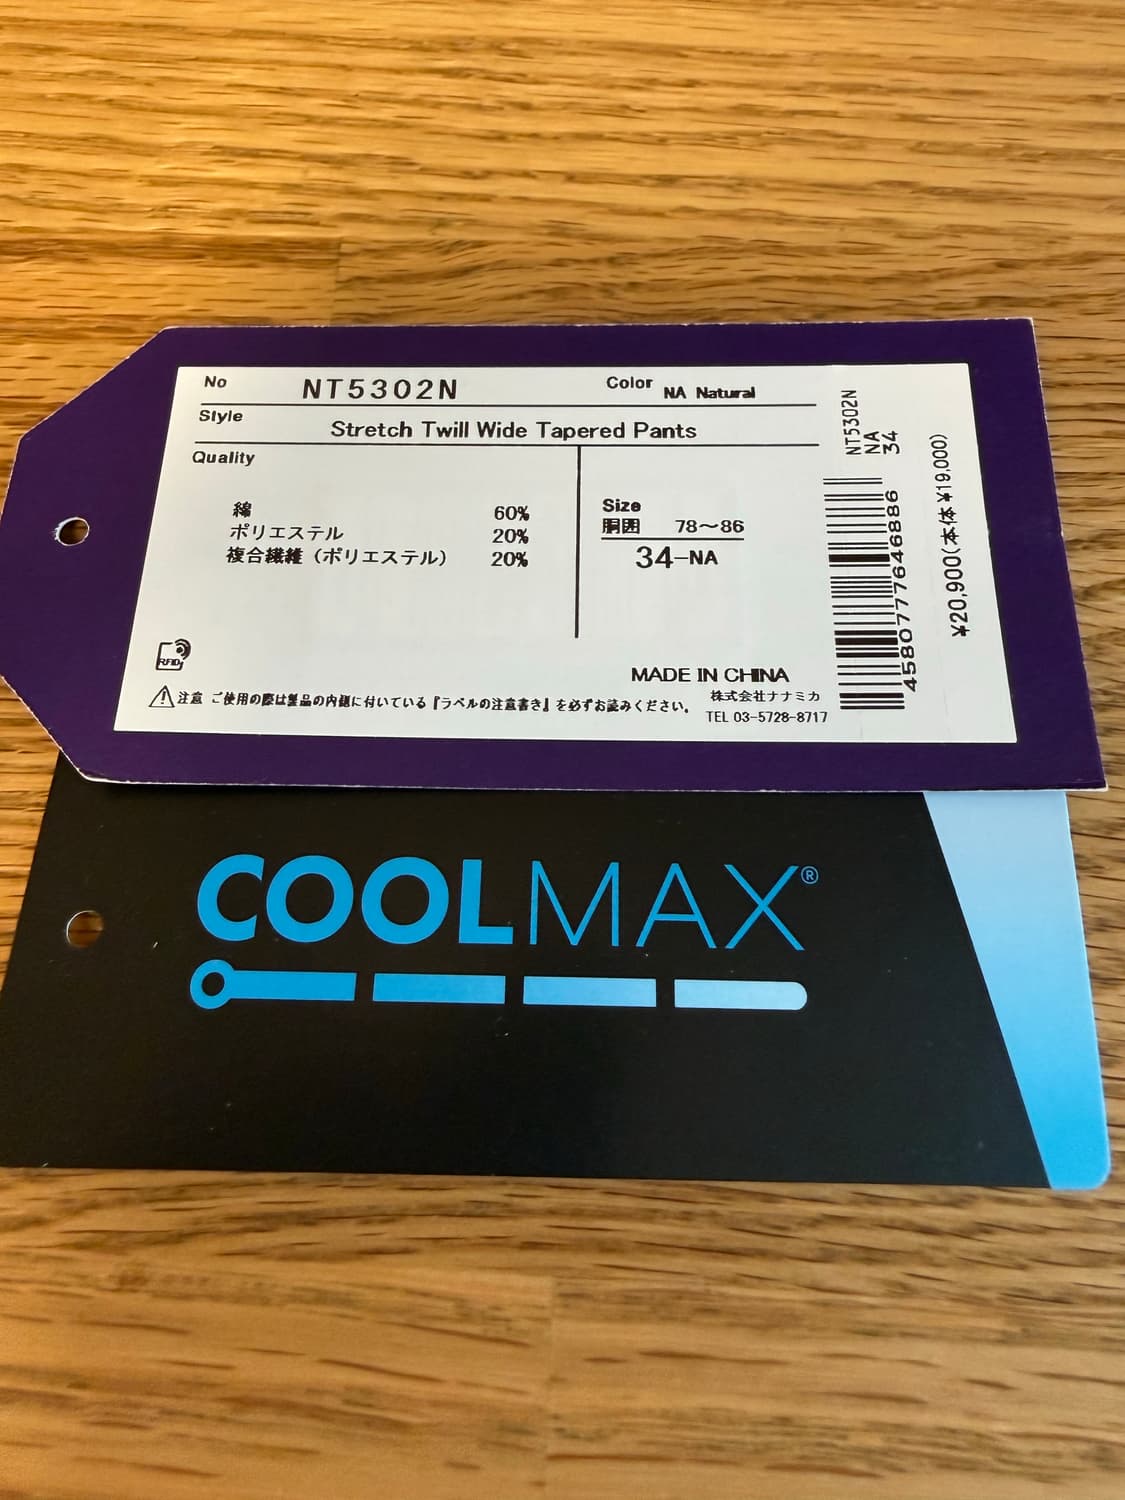 No NT5302N Color NA Natural
Style Stretch Twill Wide Tapered Pants
Quality
綿 60%
ポリエステル 20%
複合繊維（ポリエステル） 20%
Size
胴囲 78～86
34-NA
RFID
MADE IN CHINA
注意 ご使用の際は製品の内側に付いている『ラベルの注意書き』を必ずお読みください。
株式会社ナナミカ
TEL 03-5728-8717
NT5302N
NA
34
4580777646886
¥20,900(本体¥19,000)
COOLMAX®